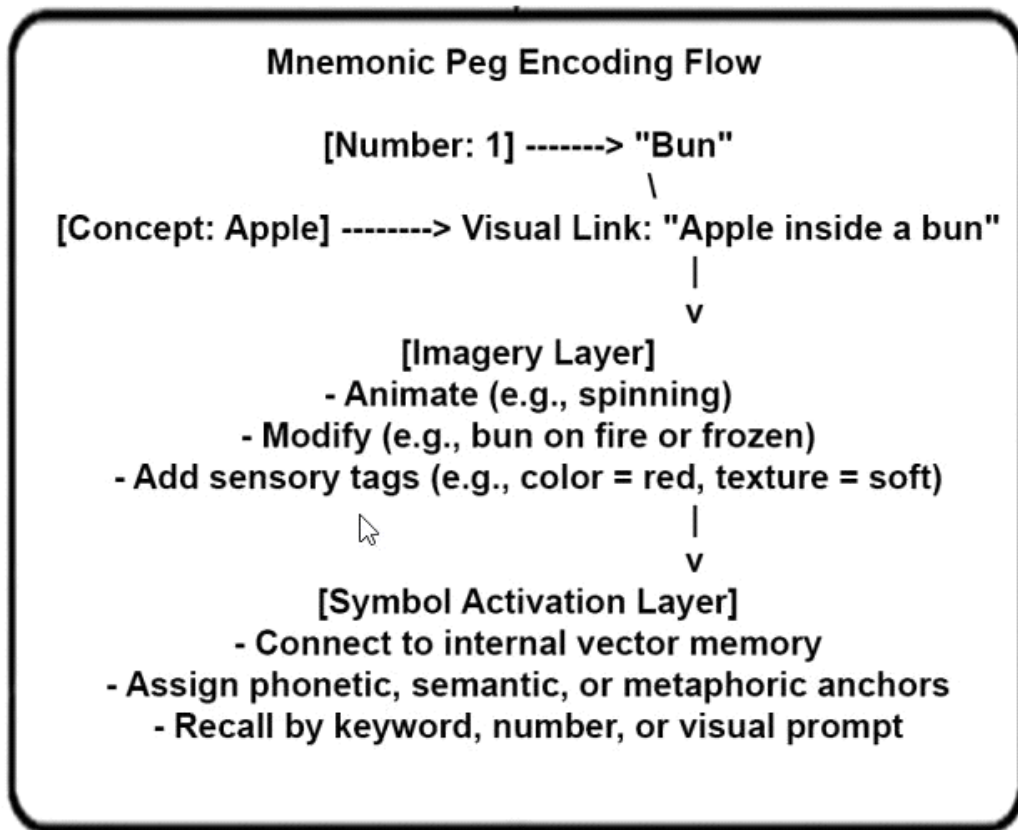 Mnemonic Peg Encoding Flow
[Number: 1] -------> "Bun"
\
[Concept: Apple] --------> Visual Link: "Apple inside a bun"
|
v
[Imagery Layer]
- Animate (e.g., spinning)
- Modify (e.g., bun on fire or frozen)
- Add sensory tags (e.g., color = red, texture = soft)
|
v
[Symbol Activation Layer]
- Connect to internal vector memory
- Assign phonetic, semantic, or metaphoric anchors
- Recall by keyword, number, or visual prompt